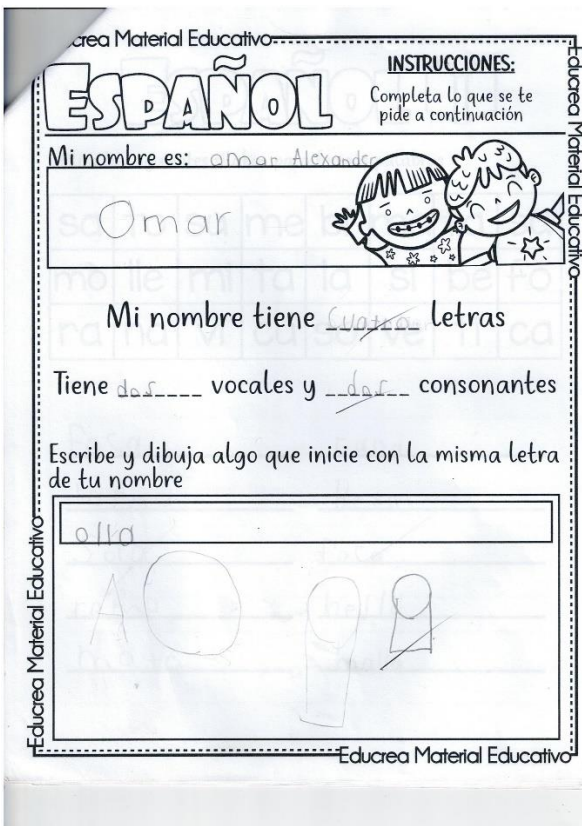 Educrea Material Educativo
ESPAÑOL
INSTRUCCIONES:
Completa lo que se te
pide a continuación
Mi nombre es: omar Alexander
Omar
Mi nombre tiene cuatro letras
Tiene dos vocales y dos consonantes
Escribe y dibuja algo que inicie con la misma letra
de tu nombre
olla
A
Educrea Material Educativo
Educrea Material Educativo
Educrea Material Educativo